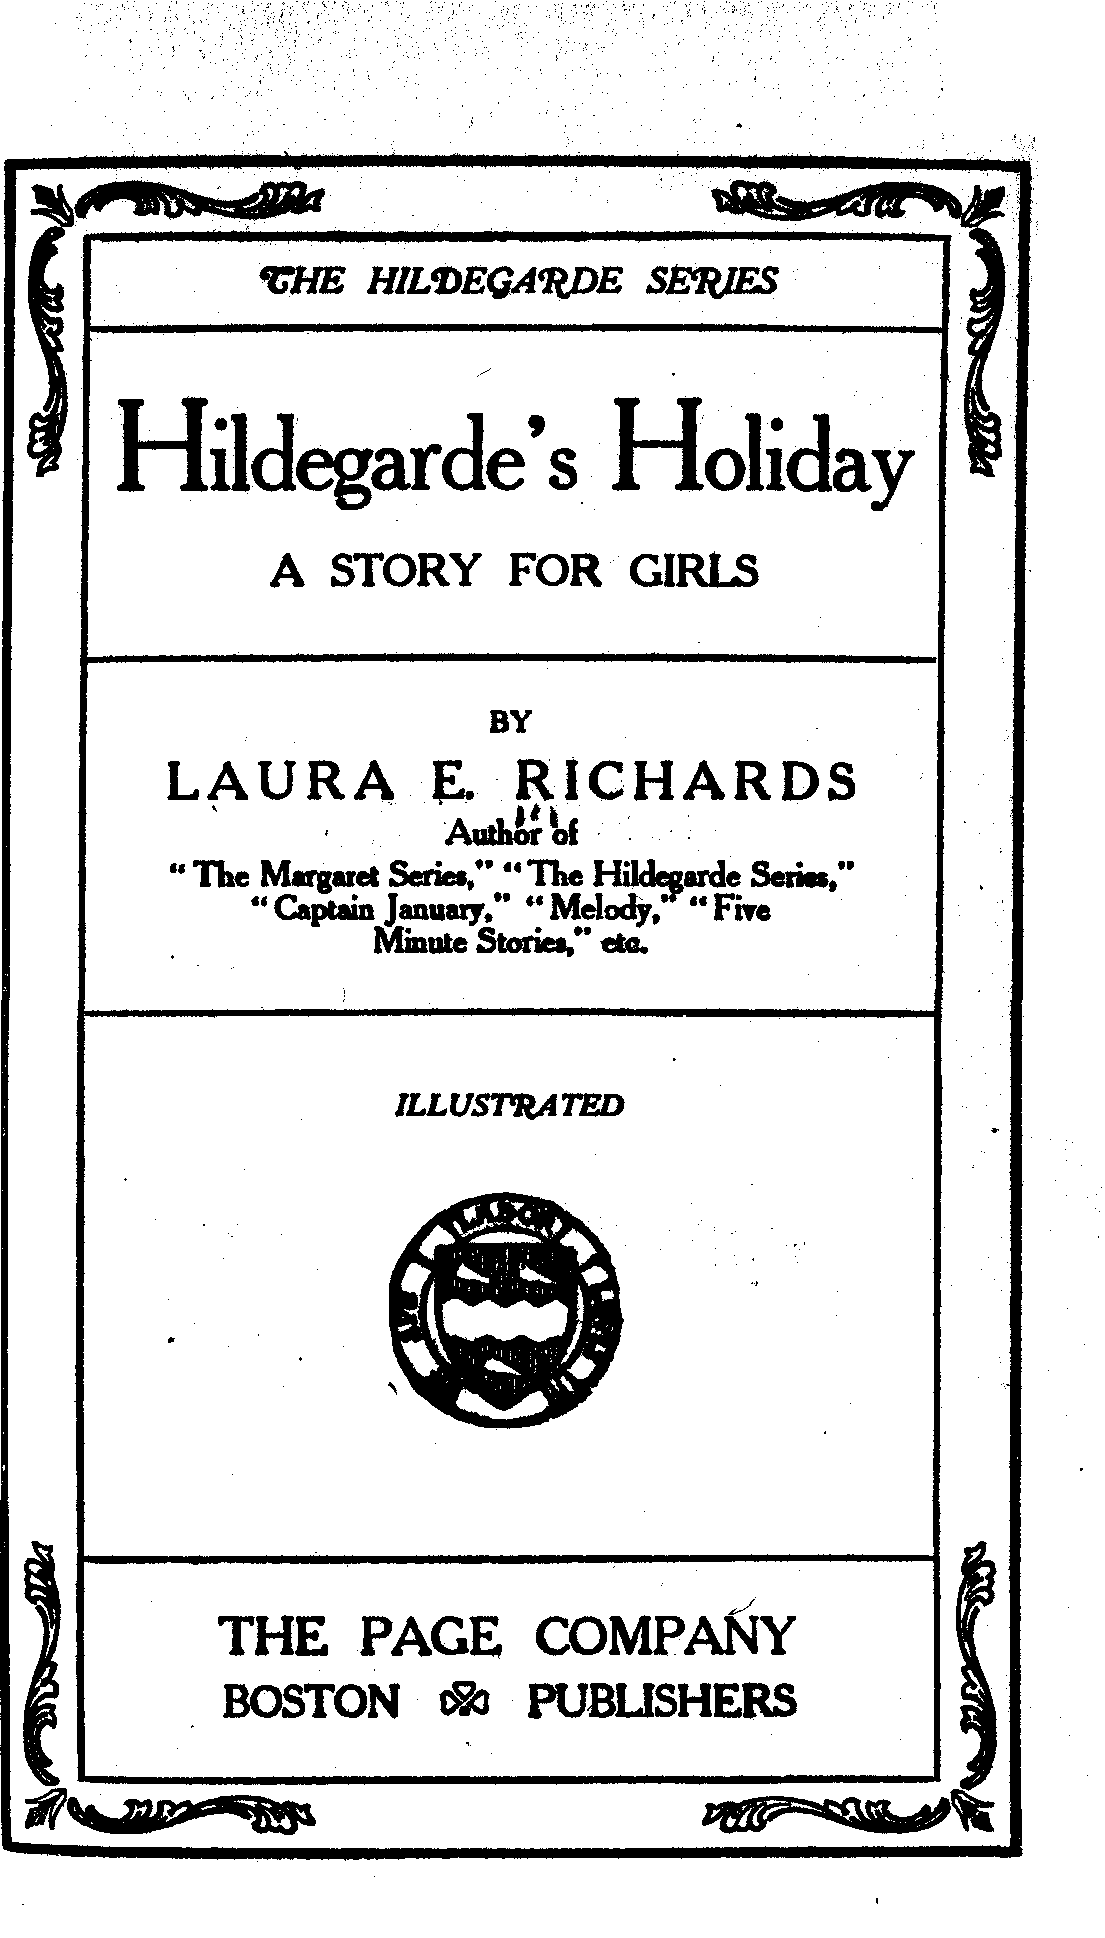 THE HILDEGARDE SERIES
Hildegarde's Holiday
A STORY FOR GIRLS
BY
LAURA E. RICHARDS
Author of
"The Margaret Series," "The Hildegarde Series,"
"Captain January," "Melody," "Five
Minute Stories," etc.
ILLUSTRATED
THE PAGE COMPANY
BOSTON PUBLISHERS